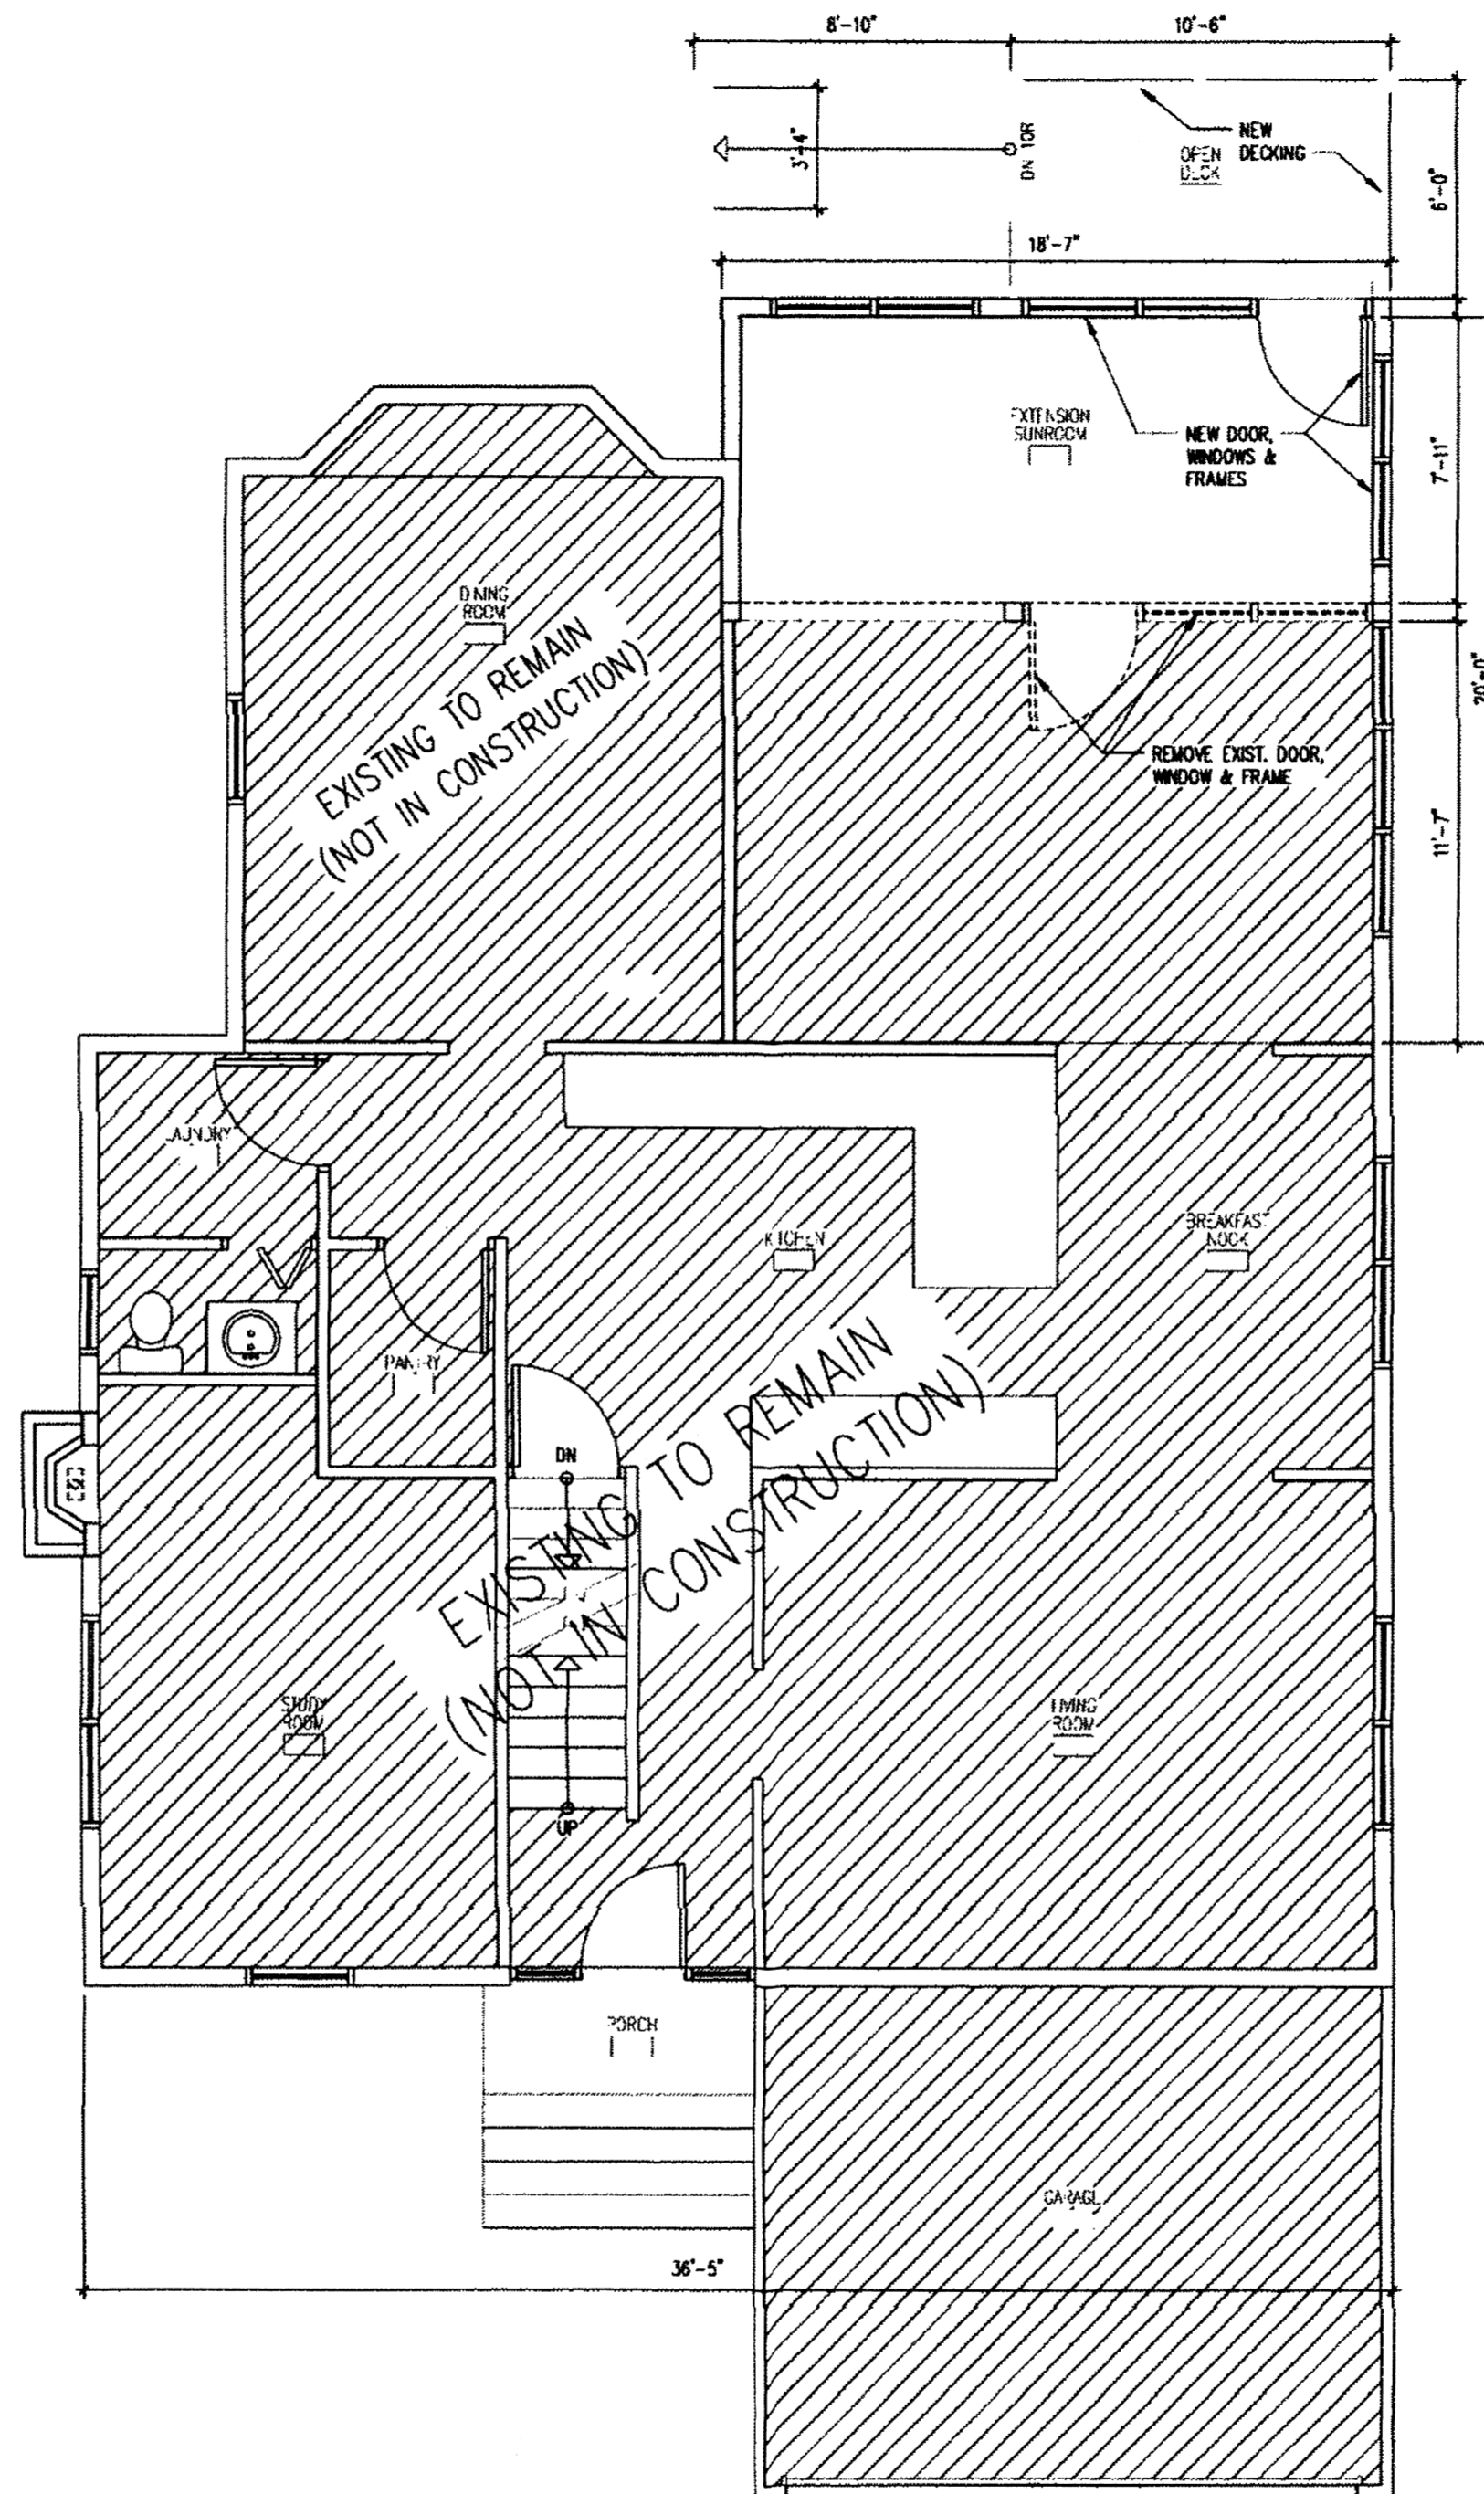 8'-10"
10'-6"
3'-4"
DN 10R
NEW
DECKING
OPEN
DECK
6'-0"
18'-7"
EXTENSION
SUNROOM
NEW DOOR,
WINDOWS &
FRAMES
7'-11"
DINING
ROOM
EXISTING TO REMAIN
(NOT IN CONSTRUCTION)
20'-0"
REMOVE EXIST. DOOR,
WINDOW & FRAME
11'-7"
LAUNDRY
KITCHEN
BREAKFAST
NOOK
PANTRY
DN
EXISTING TO REMAIN
(NOT IN CONSTRUCTION)
STUDY
ROOM
LIVING
ROOM
UP
PORCH
GARAGE
36'-5"